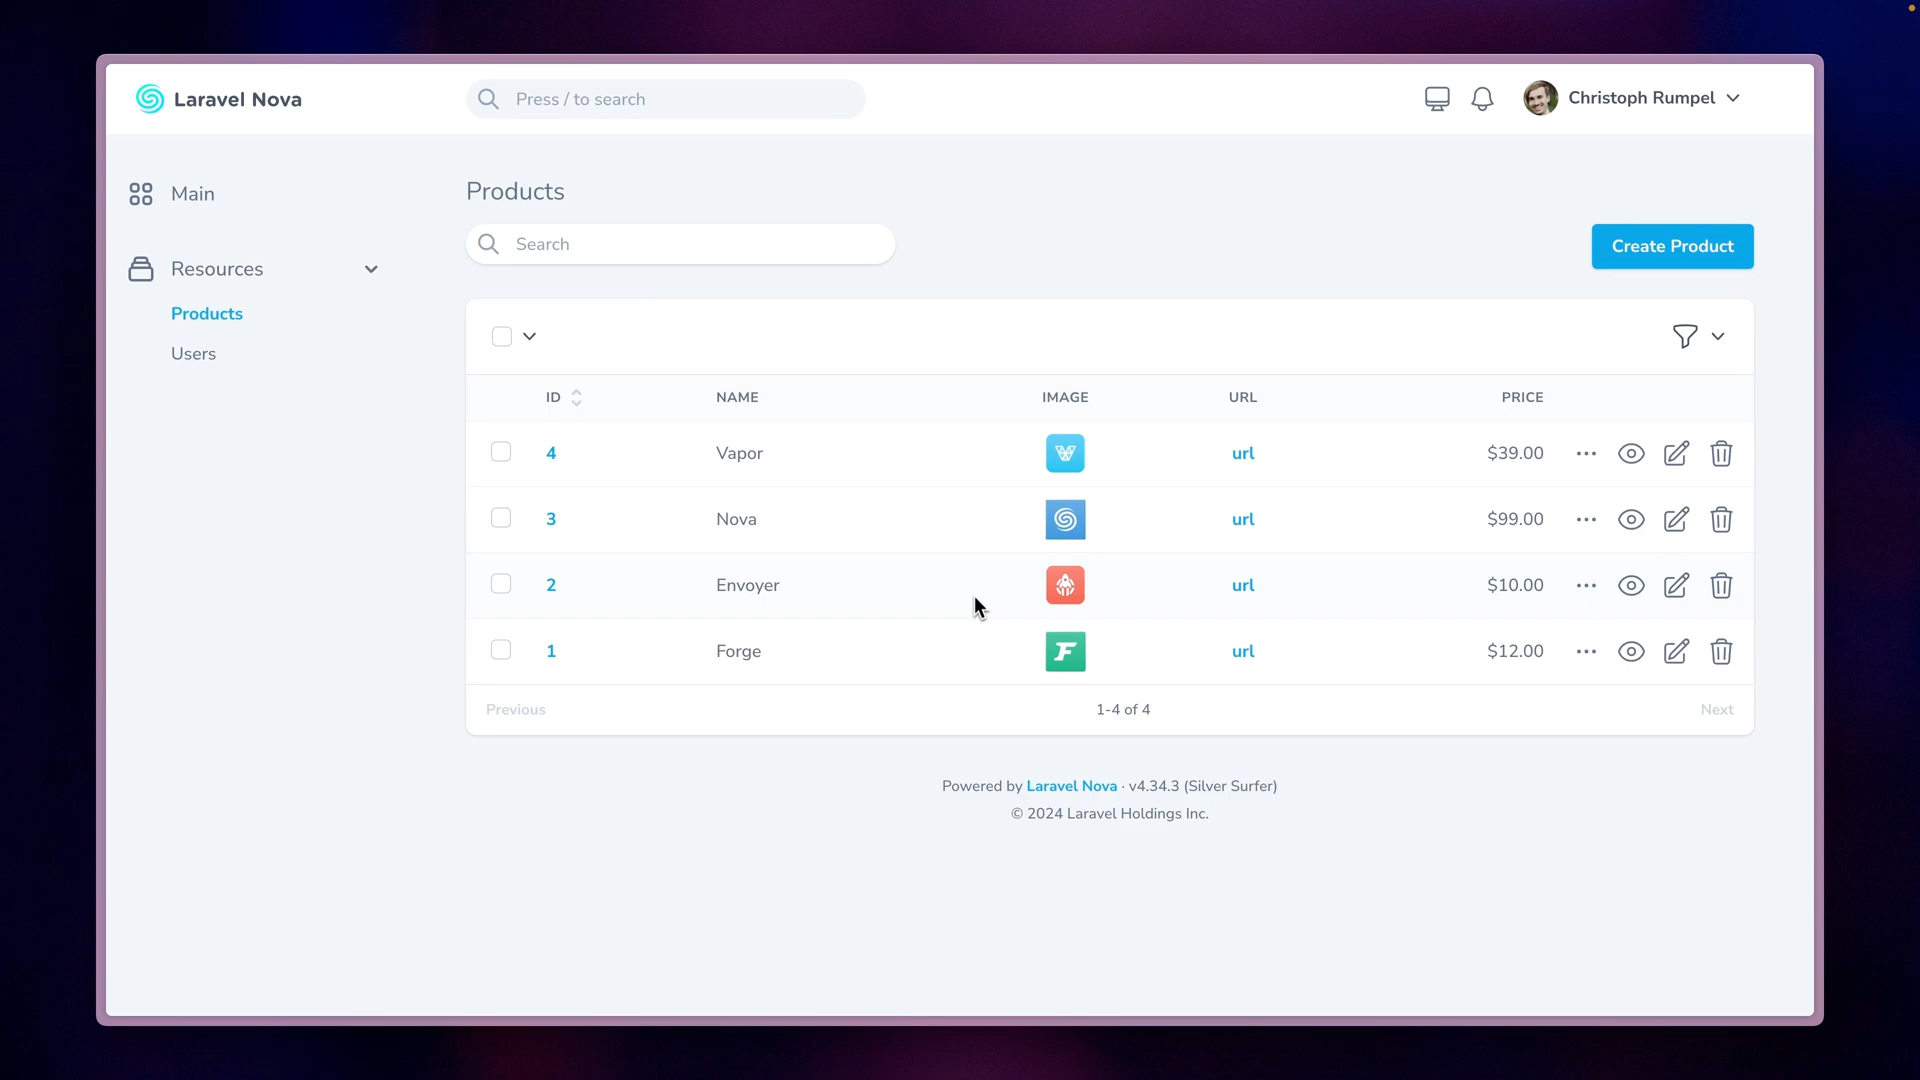 Laravel Nova
Press / to search
Christoph Rumpel
Main
Resources
Products
Users
Products
Search
Create Product
ID NAME IMAGE URL PRICE
4 Vapor url $39.00
3 Nova url $99.00
2 Envoyer url $10.00
1 Forge F url $12.00
Previous 1-4 of 4 Next
Powered by Laravel Nova · v4.34.3 (Silver Surfer)
© 2024 Laravel Holdings Inc.